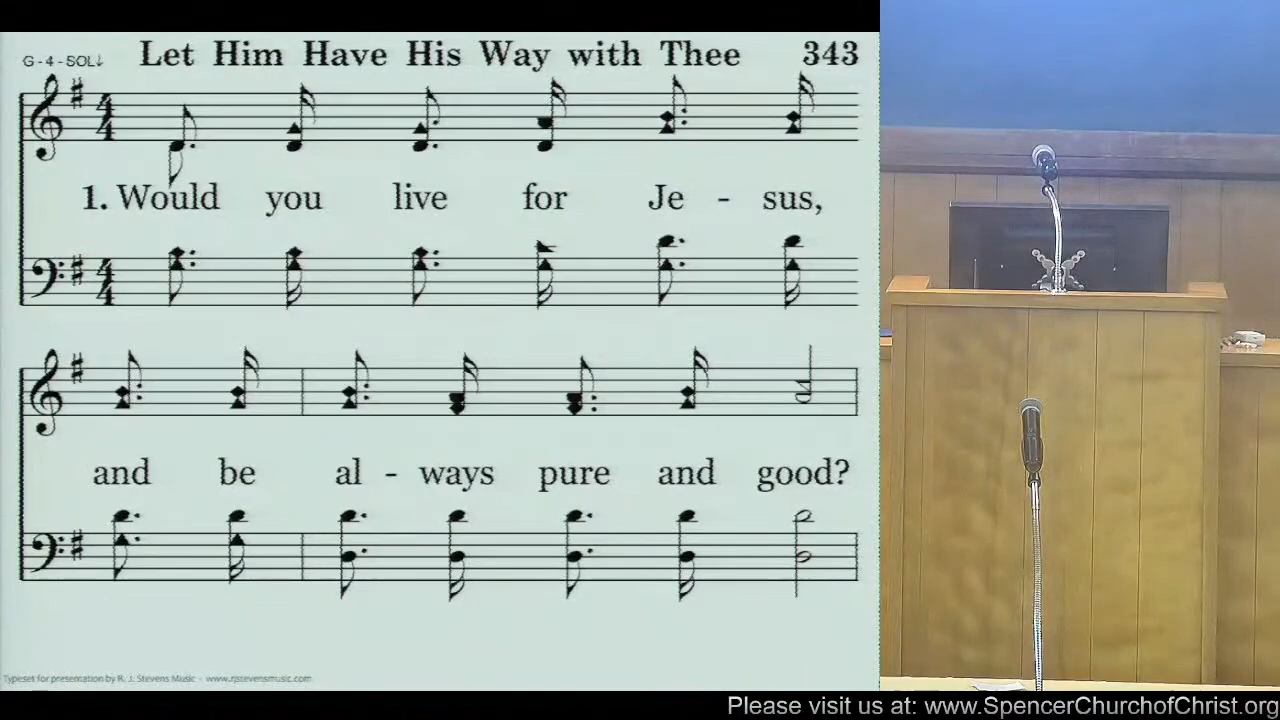 G - 4 - SOL↓ Let Him Have His Way with Thee 343
1. Would you live for Je - sus,
and be al - ways pure and good?
Typeset for presentation by R. J. Stevens Music - www.rjstevensmusic.com
Please visit us at: www.SpencerChurchofChrist.org